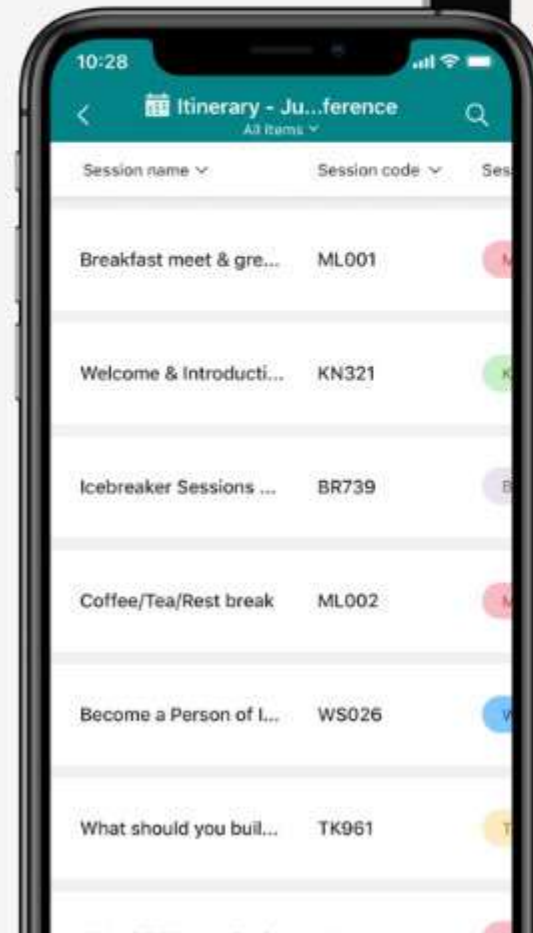 10:28
Itinerary - Ju...ference
All Items
Session name Session code Ses
Breakfast meet & gre... ML001 M
Welcome & Introducti... KN321 K
Icebreaker Sessions ... BR739 B
Coffee/Tea/Rest break ML002 M
Become a Person of I... WS026 W
What should you buil... TK961 T